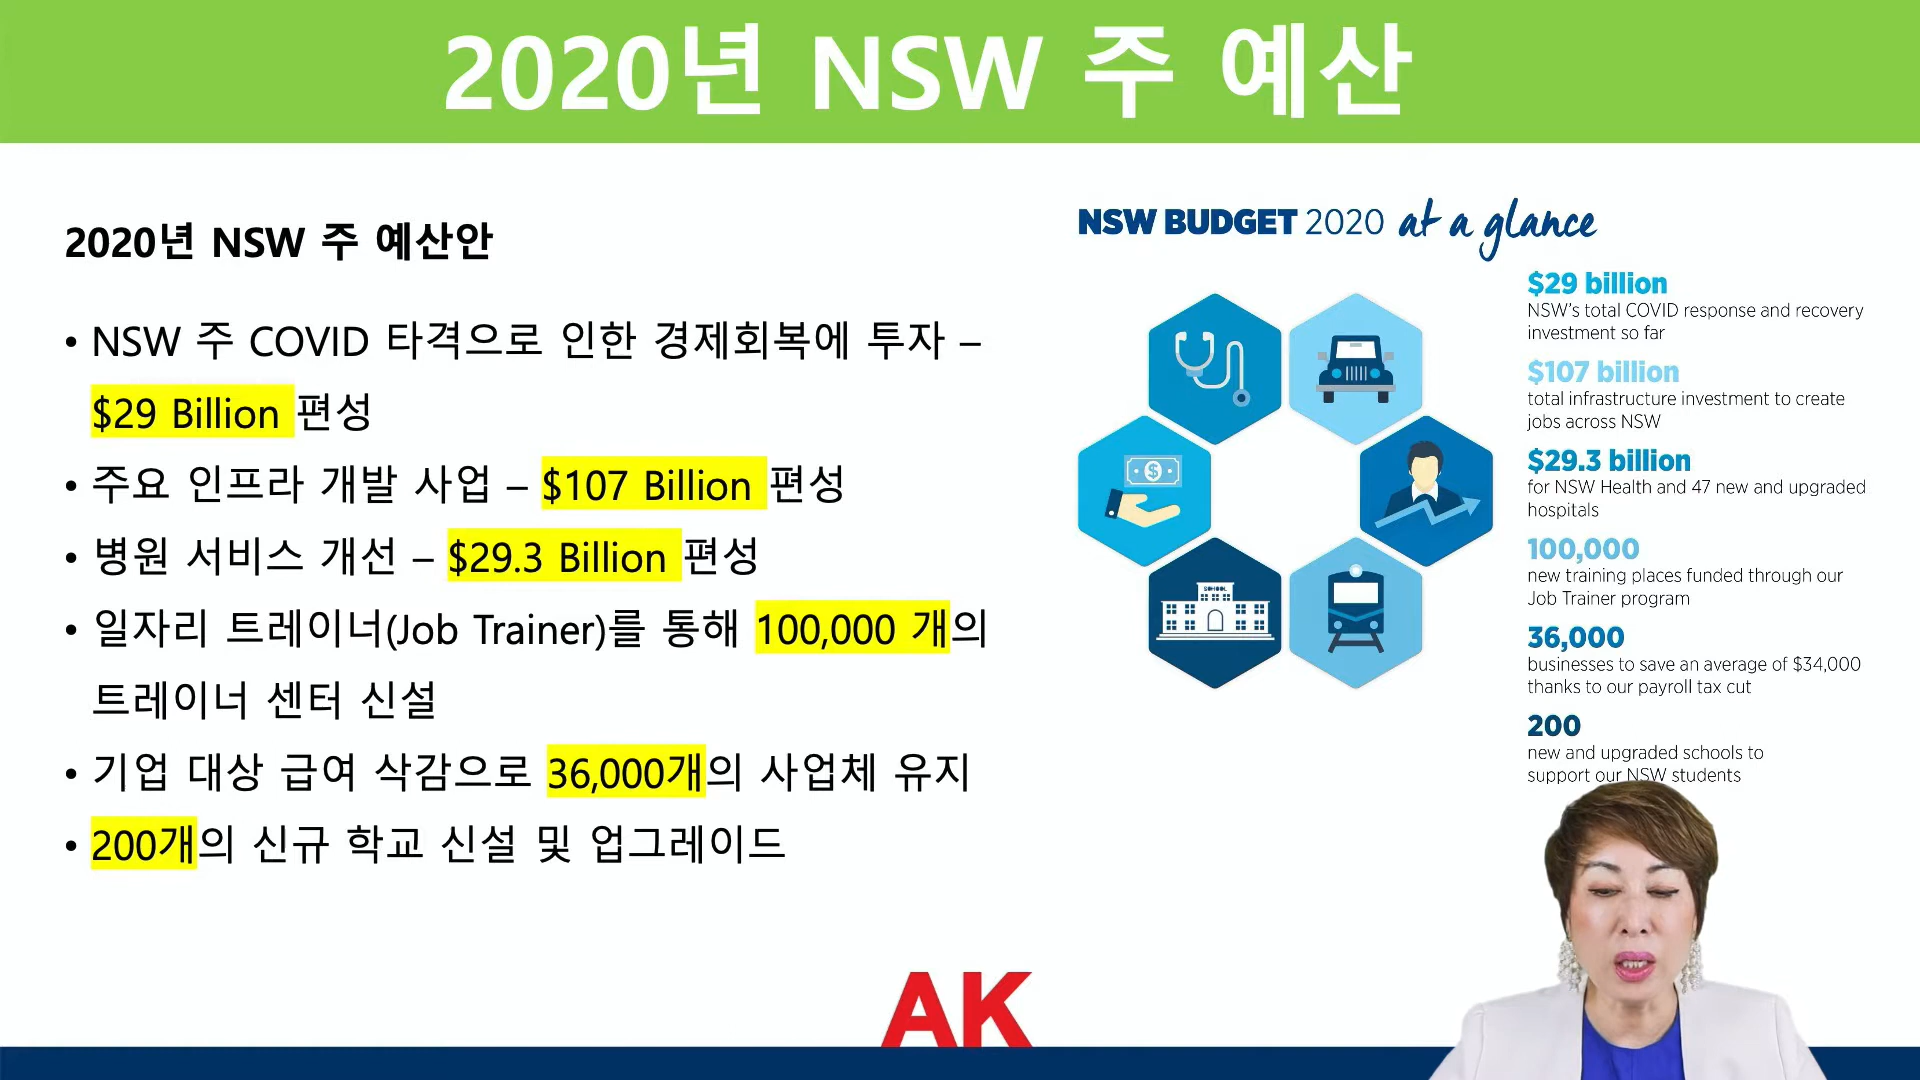 2020년 NSW 주 예산
2020년 NSW 주 예산안
• NSW 주 COVID 타격으로 인한 경제회복에 투자 –
$29 Billion 편성
• 주요 인프라 개발 사업 – $107 Billion 편성
• 병원 서비스 개선 – $29.3 Billion 편성
• 일자리 트레이너(Job Trainer)를 통해 100,000 개의
트레이너 센터 신설
• 기업 대상 급여 삭감으로 36,000개의 사업체 유지
• 200개의 신규 학교 신설 및 업그레이드
NSW BUDGET 2020 at a glance
SCHOOL
$29 billion
NSW's total COVID response and recovery
investment so far
$107 billion
total infrastructure investment to create
jobs across NSW
$29.3 billion
for NSW Health and 47 new and upgraded
hospitals
100,000
new training places funded through our
Job Trainer program
36,000
businesses to save an average of $34,000
thanks to our payroll tax cut
200
new and upgraded schools to
support our NSW students
AK